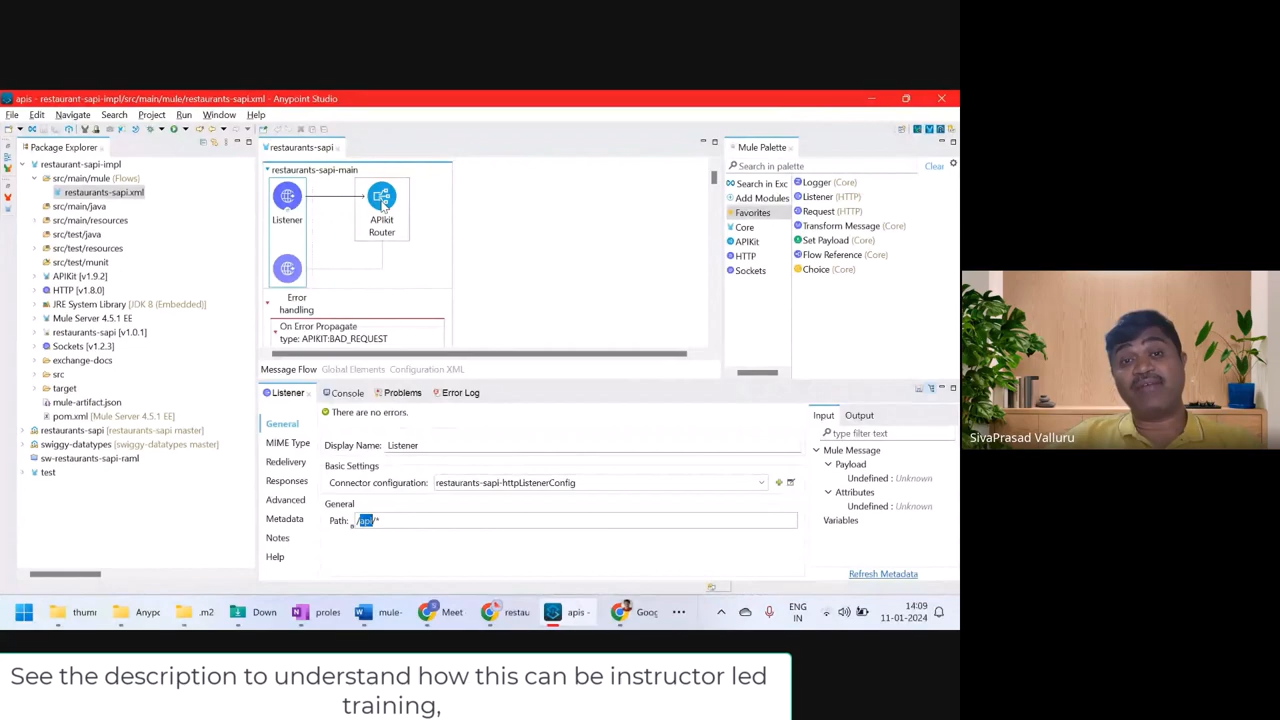 apis - restaurant-sapi-impl/src/main/mule/restaurants-sapi.xml - Anypoint Studio
File Edit Navigate Search Project Run Window Help
Package Explorer
restaurant-sapi-impl
src/main/mule (Flows)
restaurants-sapi.xml
src/main/java
src/main/resources
src/test/java
src/test/resources
src/test/munit
APIKit [v1.9.2]
HTTP [v1.8.0]
JRE System Library [JDK 8 (Embedded)]
Mule Server 4.5.1 EE
restaurants-sapi [v1.0.1]
Sockets [v1.2.3]
exchange-docs
src
target
mule-artifact.json
pom.xml [Mule Server 4.5.1 EE]
restaurants-sapi [restaurants-sapi master]
swiggy-datatypes [swiggy-datatypes master]
sw-restaurants-sapi-raml
test
restaurants-sapi
restaurants-sapi-main
Listener
APIkit
Router
Error
handling
On Error Propagate
type: APIKIT:BAD_REQUEST
Message Flow Global Elements Configuration XML
Mule Palette
Search in palette
Clear
Search in Exc
Add Modules
Favorites
Core
APIKit
HTTP
Sockets
Logger (Core)
Listener (HTTP)
Request (HTTP)
Transform Message (Core)
Set Payload (Core)
Flow Reference (Core)
Choice (Core)
Listener Console Problems Error Log
General
MIME Type
Redelivery
Responses
Advanced
Metadata
Notes
Help
There are no errors.
Display Name: Listener
Basic Settings
Connector configuration: restaurants-sapi-httpListenerConfig
General
Path: /api/*
Input Output
type filter text
Mule Message
Payload
Undefined : Unknown
Attributes
Undefined : Unknown
Variables
Refresh Metadata
SivaPrasad Valluru
thum Anypo .m2 Down proles mule- Meet restau apis - Goog
ENG
IN
14:09
11-01-2024
See the description to understand how this can be instructor led
training,